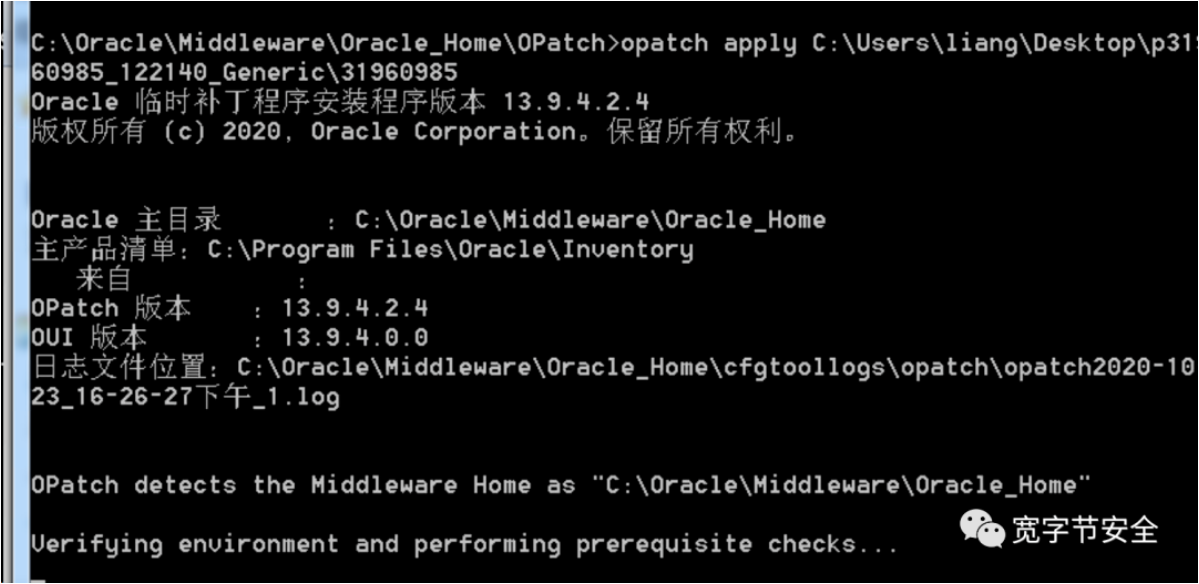 C:\Oracle\Middleware\Oracle_Home\OPatch>opatch apply C:\Users\liang\Desktop\p319
60985_122140_Generic\31960985
Oracle 临时补丁程序安装程序版本 13.9.4.2.4
版权所有 (c) 2020, Oracle Corporation。保留所有权利。
Oracle 主目录 : C:\Oracle\Middleware\Oracle_Home
主产品清单: C:\Program Files\Oracle\Inventory
来自 :
OPatch 版本 : 13.9.4.2.4
OUI 版本 : 13.9.4.0.0
日志文件位置: C:\Oracle\Middleware\Oracle_Home\cfgtoollogs\opatch\opatch2020-10
23_16-26-27下午_1.log
OPatch detects the Middleware Home as "C:\Oracle\Middleware\Oracle_Home"
Verifying environment and performing prerequisite checks...
宽字节安全